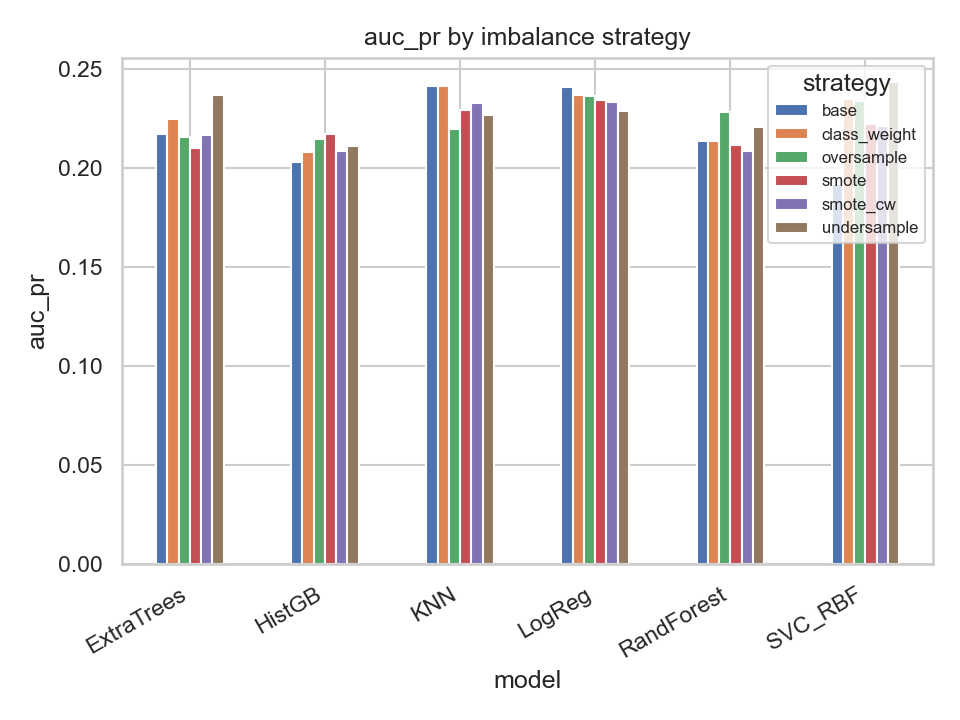 auc_pr by imbalance strategy
strategy
base
class_weight
oversample
smote
smote_cw
undersample
0.25
0.20
0.15
0.10
0.05
0.00
auc_pr
ExtraTrees
HistGB
KNN
LogReg
RandForest
SVC_RBF
model